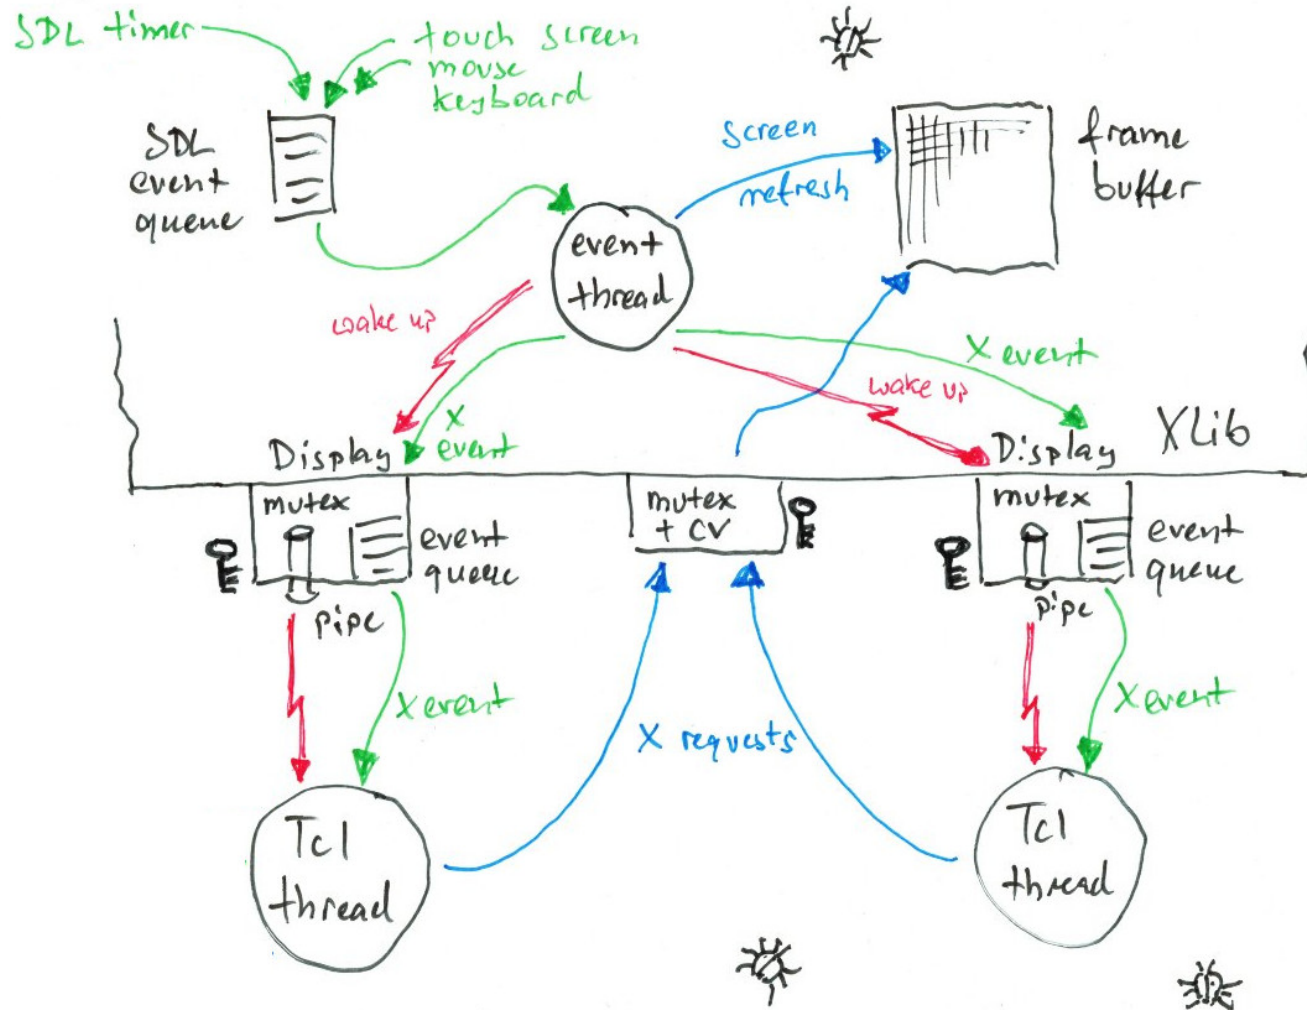 SDL timer
touch screen
mouse
keyboard
SDL
event
queue
screen
refresh
frame
buffer
event
thread
wake up
X event
wake up
X
event
Display
Display
XLib
mutex
event
queue
pipe
mutex
+ CV
mutex
event
queue
pipe
X event
X requests
X event
Tcl
thread
Tcl
thread